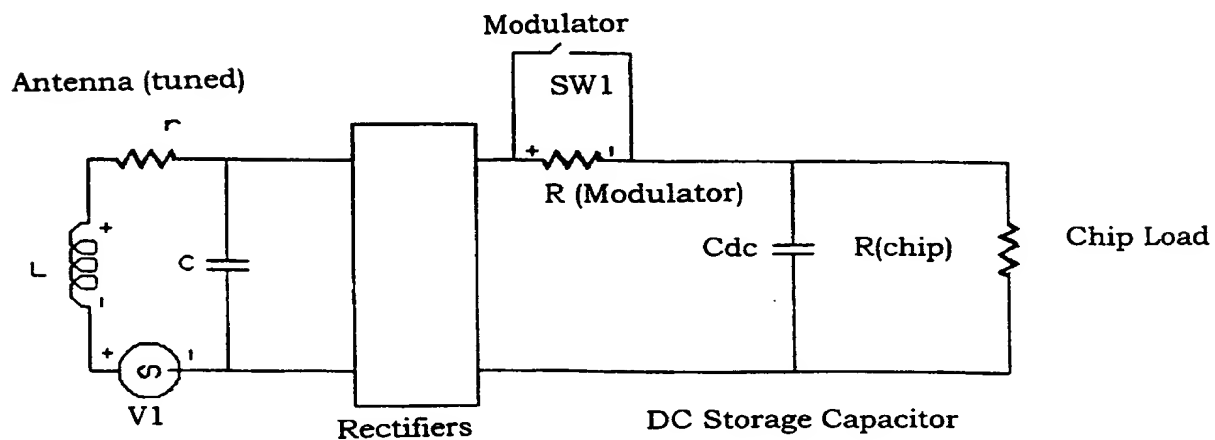 Modulator
Antenna (tuned)
SW1
r
+ -
R (Modulator)
+
L
-
C
Cdc
R(chip)
Chip Load
+ -
S
V1
Rectifiers
DC Storage Capacitor